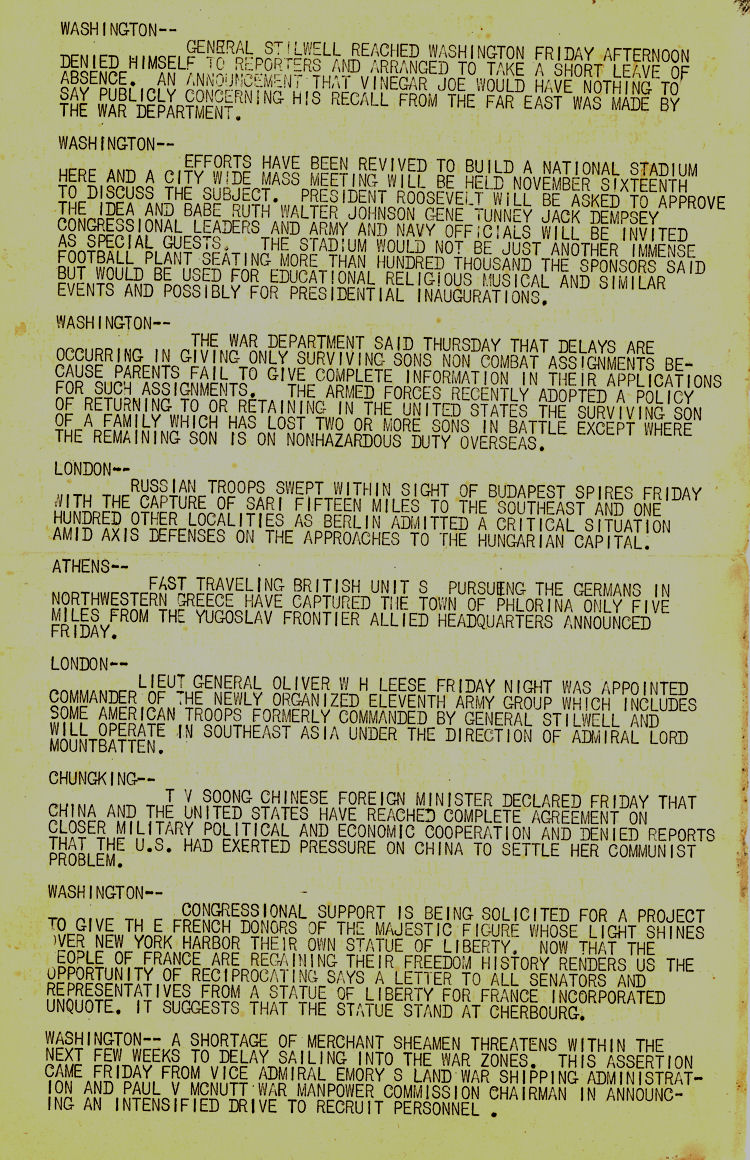 WASHINGTON--
GENERAL STILWELL REACHED WASHINGTON FRIDAY AFTERNOON
DENIED HIMSELF TO REPORTERS AND ARRANGED TO TAKE A SHORT LEAVE OF
ABSENCE. AN ANNOUNCEMENT THAT VINEGAR JOE WOULD HAVE NOTHING TO
SAY PUBLICLY CONCERNING HIS RECALL FROM THE FAR EAST WAS MADE BY
THE WAR DEPARTMENT.
WASHINGTON--
EFFORTS HAVE BEEN REVIVED TO BUILD A NATIONAL STADIUM
HERE AND A CITY WIDE MASS MEETING WILL BE HELD NOVEMBER SIXTEENTH
TO DISCUSS THE SUBJECT. PRESIDENT ROOSEVELT WILL BE ASKED TO APPROVE
THE IDEA AND BABE RUTH WALTER JOHNSON GENE TUNNEY JACK DEMPSEY
CONGRESSIONAL LEADERS AND ARMY AND NAVY OFFICIALS WILL BE INVITED
AS SPECIAL GUESTS. THE STADIUM WOULD NOT BE JUST ANOTHER IMMENSE
FOOTBALL PLANT SEATING MORE THAN HUNDRED THOUSAND THE SPONSORS SAID
BUT WOULD BE USED FOR EDUCATIONAL RELIGIOUS MUSICAL AND SIMILAR
EVENTS AND POSSIBLY FOR PRESIDENTIAL INAUGURATIONS.
WASHINGTON--
THE WAR DEPARTMENT SAID THURSDAY THAT DELAYS ARE
OCCURRING IN GIVING ONLY SURVIVING SONS NON COMBAT ASSIGNMENTS BE-
CAUSE PARENTS FAIL TO GIVE COMPLETE INFORMATION IN THEIR APPLICATIONS
FOR SUCH ASSIGNMENTS. THE ARMED FORCES RECENTLY ADOPTED A POLICY
OF RETURNING TO OR RETAINING IN THE UNITED STATES THE SURVIVING SON
OF A FAMILY WHICH HAS LOST TWO OR MORE SONS IN BATTLE EXCEPT WHERE
THE REMAINING SON IS ON NONHAZARDOUS DUTY OVERSEAS.
LONDON--
RUSSIAN TROOPS SWEPT WITHIN SIGHT OF BUDAPEST SPIRES FRIDAY
WITH THE CAPTURE OF SARI FIFTEEN MILES TO THE SOUTHEAST AND ONE
HUNDRED OTHER LOCALITIES AS BERLIN ADMITTED A CRITICAL SITUATION
AMID AXIS DEFENSES ON THE APPROACHES TO THE HUNGARIAN CAPITAL.
ATHENS--
FAST TRAVELING BRITISH UNIT S PURSUING THE GERMANS IN
NORTHWESTERN GREECE HAVE CAPTURED THE TOWN OF PHLORINA ONLY FIVE
MILES FROM THE YUGOSLAV FRONTIER ALLIED HEADQUARTERS ANNOUNCED
FRIDAY.
LONDON--
LIEUT GENERAL OLIVER W H LEESE FRIDAY NIGHT WAS APPOINTED
COMMANDER OF THE NEWLY ORGANIZED ELEVENTH ARMY GROUP WHICH INCLUDES
SOME AMERICAN TROOPS FORMERLY COMMANDED BY GENERAL STILWELL AND
WILL OPERATE IN SOUTHEAST ASIA UNDER THE DIRECTION OF ADMIRAL LORD
MOUNTBATTEN.
CHUNGKING--
T V SOONG CHINESE FOREIGN MINISTER DECLARED FRIDAY THAT
CHINA AND THE UNITED STATES HAVE REACHED COMPLETE AGREEMENT ON
CLOSER MILITARY POLITICAL AND ECONOMIC COOPERATION AND DENIED REPORTS
THAT THE U.S. HAD EXERTED PRESSURE ON CHINA TO SETTLE HER COMMUNIST
PROBLEM.
WASHINGTON--
CONGRESSIONAL SUPPORT IS BEING SOLICITED FOR A PROJECT
TO GIVE TH E FRENCH DONORS OF THE MAJESTIC FIGURE WHOSE LIGHT SHINES
OVER NEW YORK HARBOR THEIR OWN STATUE OF LIBERTY. NOW THAT THE
EOPLE OF FRANCE ARE REGAINING THEIR FREEDOM HISTORY RENDERS US THE
OPPORTUNITY OF RECIPROCATING SAYS A LETTER TO ALL SENATORS AND
REPRESENTATIVES FROM A STATUE OF LIBERTY FOR FRANCE INCORPORATED
UNQUOTE. IT SUGGESTS THAT THE STATUE STAND AT CHERBOURG.
WASHINGTON-- A SHORTAGE OF MERCHANT SHEAMEN THREATENS WITHIN THE
NEXT FEW WEEKS TO DELAY SAILING INTO THE WAR ZONES. THIS ASSERTION
CAME FRIDAY FROM VICE ADMIRAL EMORY S LAND WAR SHIPPING ADMINISTRAT-
ION AND PAUL V MCNUTT WAR MANPOWER COMMISSION CHAIRMAN IN ANNOUNC-
ING AN INTENSIFIED DRIVE TO RECRUIT PERSONNEL .